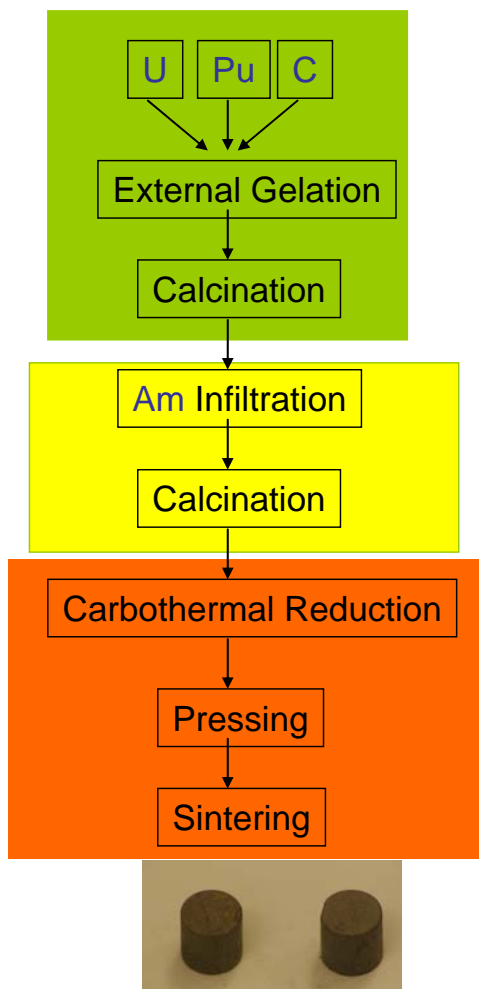 U Pu C
External Gelation
Calcination
Am Infiltration
Calcination
Carbothermal Reduction
Pressing
Sintering